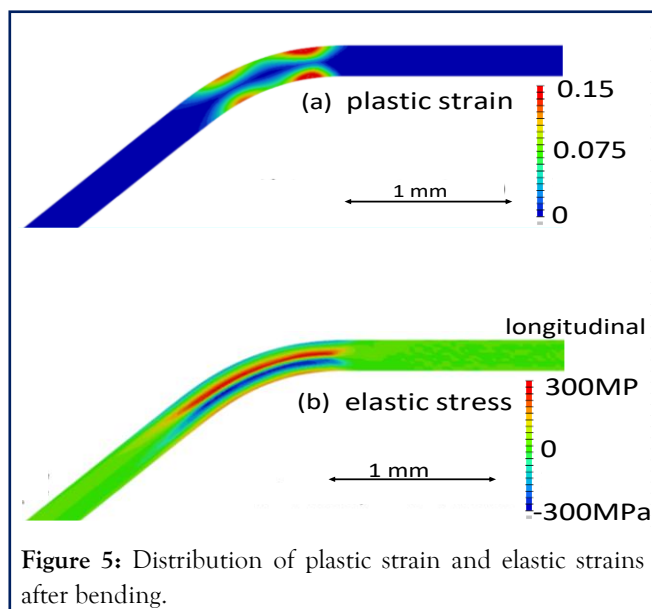 (a) plastic strain
0.15
0.075
0
1 mm
longitudinal
300MP
(b) elastic stress
0
-300MPa
1 mm
Figure 5: Distribution of plastic strain and elastic strains
after bending.